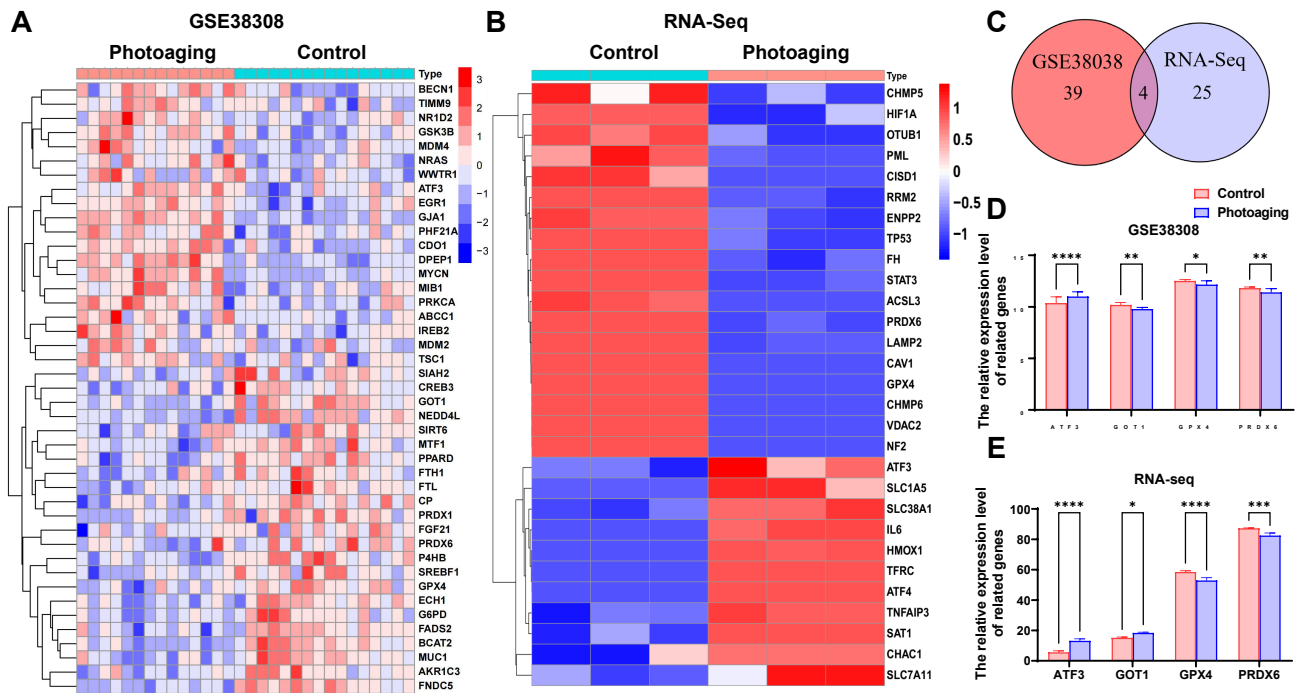 A
GSE38308
Photoaging
Control
Type
3
2
1
0
−1
−2
−3
BECN1
TIMM9
NR1D2
GSK3B
MDM4
NRAS
WWTR1
ATF3
EGR1
GJA1
PHF21A
CDO1
DPEP1
MYCN
MIB1
PRKCA
ABCC1
IREB2
MDM2
TSC1
SIAH2
CREB3
GOT1
NEDD4L
SIRT6
MTF1
PPARD
FTH1
FTL
CP
PRDX1
FGF21
PRDX6
P4HB
SREBF1
GPX4
ECH1
G6PD
FADS2
BCAT2
MUC1
AKR1C3
FNDC5
B
RNA-Seq
Control
Photoaging
Type
1
0.5
0
−0.5
−1
CHMP5
HIF1A
OTUB1
PML
CISD1
RRM2
ENPP2
TP53
FH
STAT3
ACSL3
PRDX6
LAMP2
CAV1
GPX4
CHMP6
VDAC2
NF2
ATF3
SLC1A5
SLC38A1
IL6
HMOX1
TFRC
ATF4
TNFAIP3
SAT1
CHAC1
SLC7A11
C
GSE38038
39
4
RNA-Seq
25
Control
Photoaging
D
GSE38308
The relative expression level
of related genes
15
10
5
0
****
**
*
**
ATF3
GOT1
GPX4
PRDX6
E
RNA-seq
The relative expression level
of related genes
100
80
60
40
20
0
****
*
****
***
ATF3
GOT1
GPX4
PRDX6